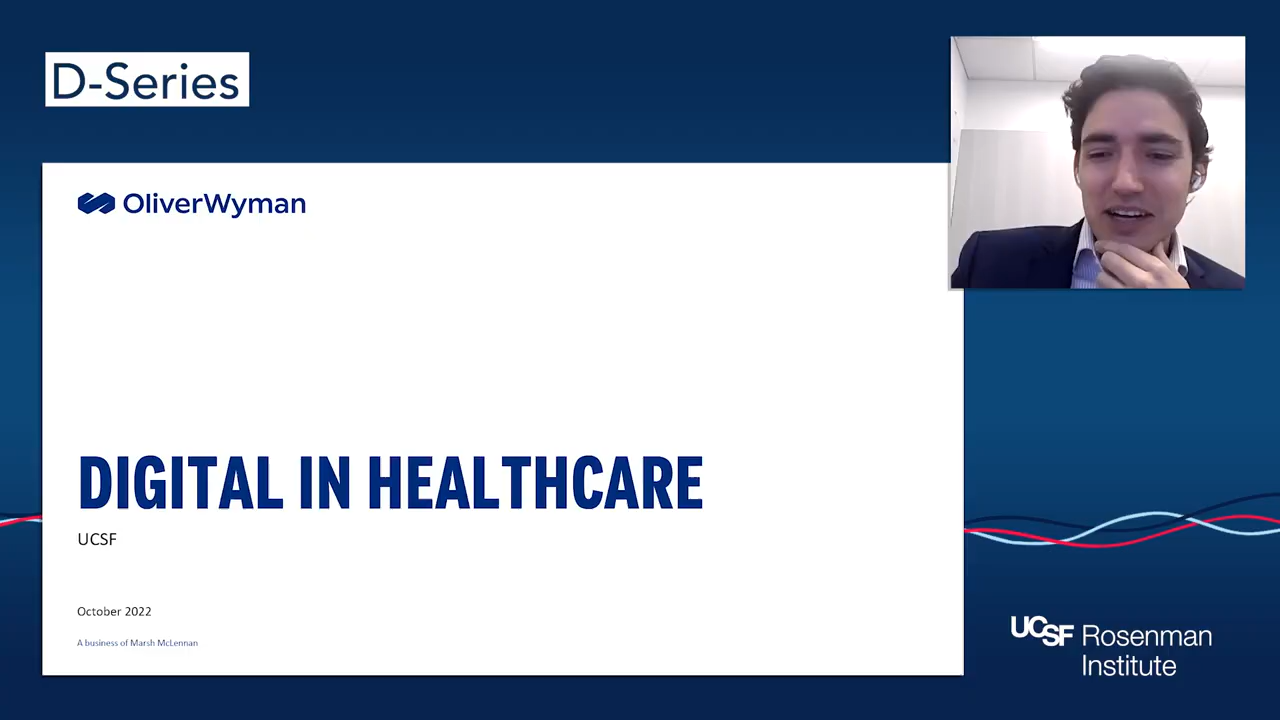 D-Series
OliverWyman
DIGITAL IN HEALTHCARE
UCSF
October 2022
A business of Marsh McLennan
UCSF Rosenman
Institute